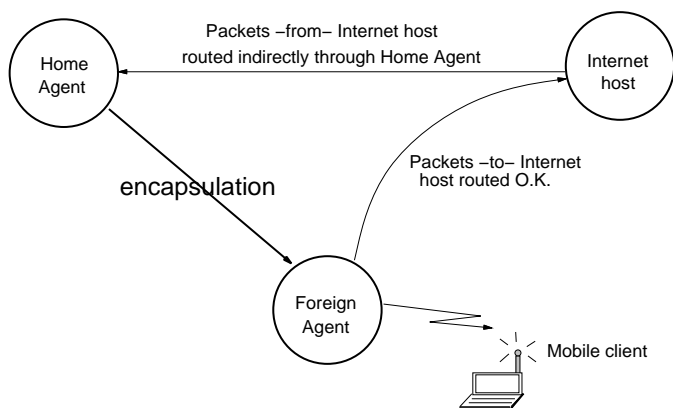 Packets –from– Internet host
routed indirectly through Home Agent
Home
Agent
Internet
host
Packets –to– Internet
host routed O.K.
encapsulation
Foreign
Agent
Mobile client